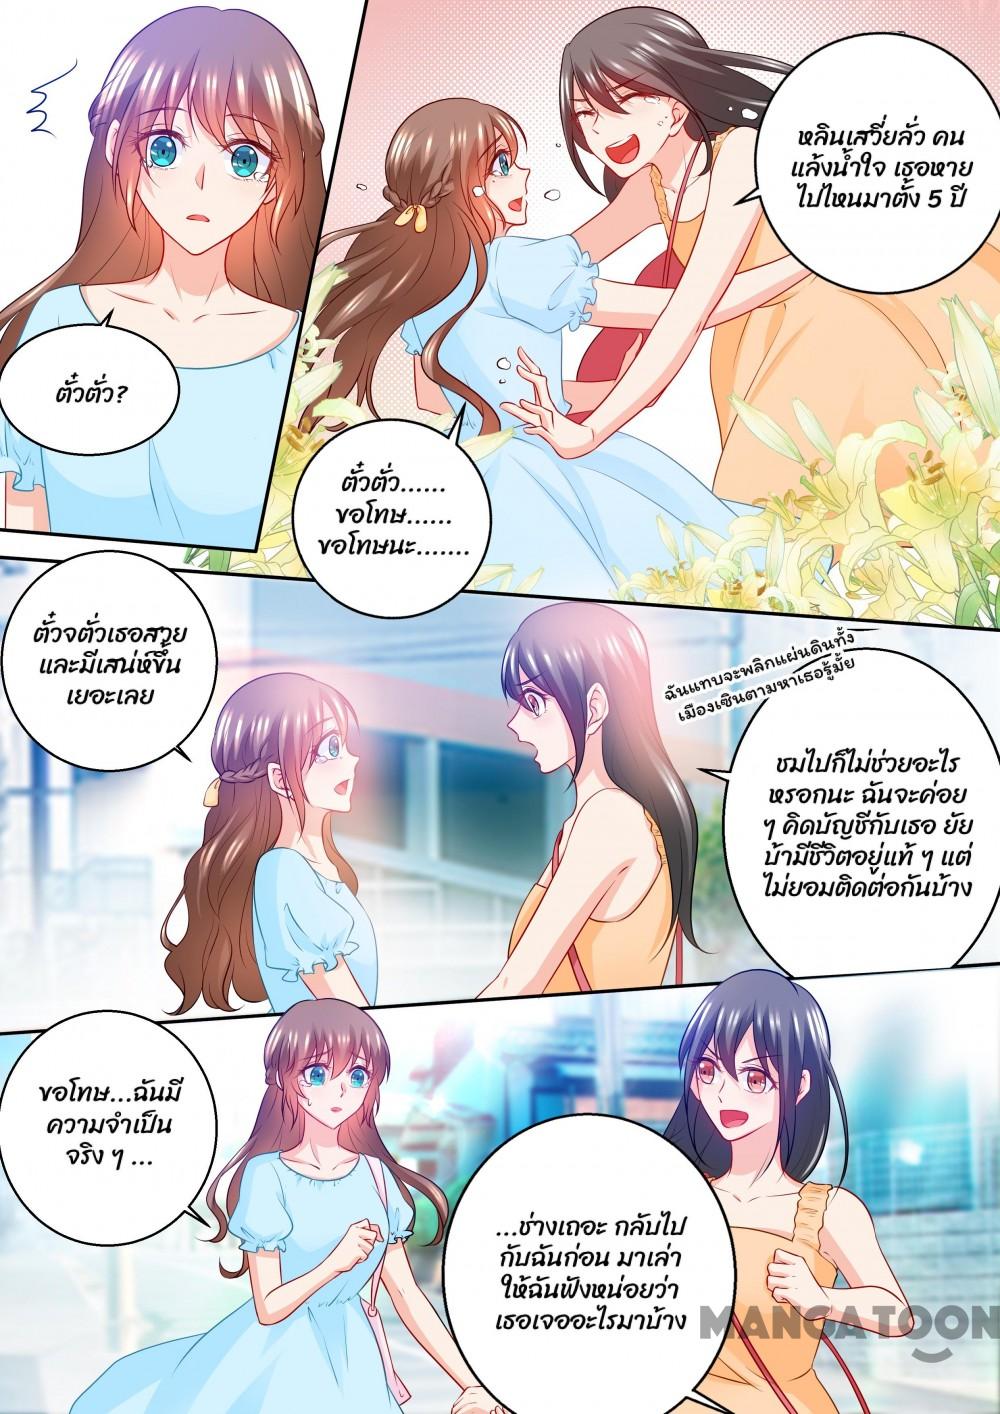 ตั๋วตั่ว?
หลินเสวี่ยลั่ว คน
แล้งน้ำใจ เธอหาย
ไปไหนมาตั้ง 5 ปี
ตั๋วตั่ว......
ขอโทษ......
ขอโทษนะ.......
ตั๋วจตั่วเธอสวย
และมีเสน่ห์ขึ้น
เยอะเลย
ฉันแทบจะพลิกแผ่นดินทั้ง
เมืองเซินตามหาเธอรู้มั้ย
ชมไปก็ไม่ช่วยอะไร
หรอกนะ ฉันจะค่อย
ๆ คิดบัญชีกับเธอ ยัย
บ้ามีชีวิตอยู่แท้ ๆ แต่
ไม่ยอมติดต่อกันบ้าง
ขอโทษ...ฉันมี
ความจำเป็น
จริง ๆ ...
...ช่างเถอะ กลับไป
กับฉันก่อน มาเล่า
ให้ฉันฟังหน่อยว่า
เธอเจออะไรมาบ้าง
MANGATOON